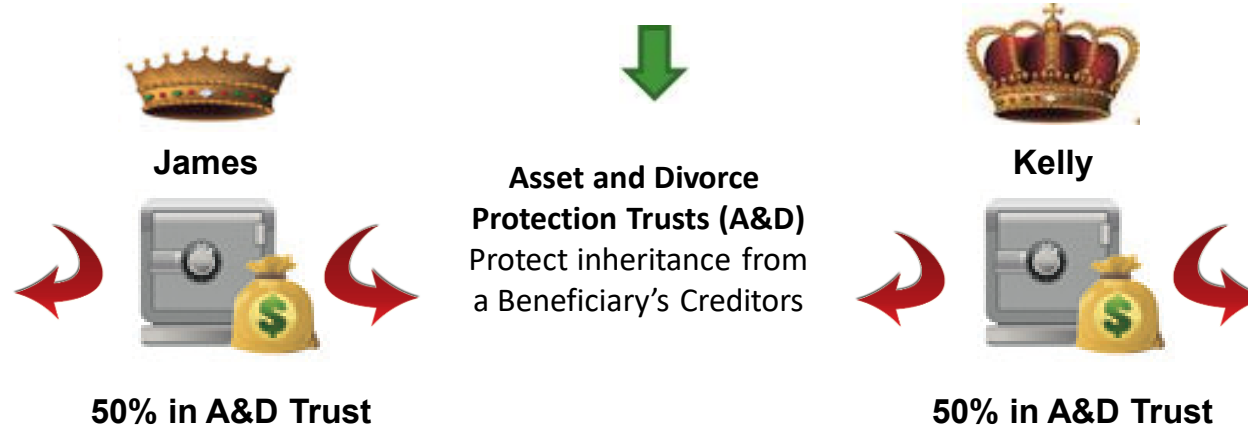 James
Kelly
Asset and Divorce
Protection Trusts (A&D)
Protect inheritance from
a Beneficiary's Creditors
$
$
50% in A&D Trust
50% in A&D Trust